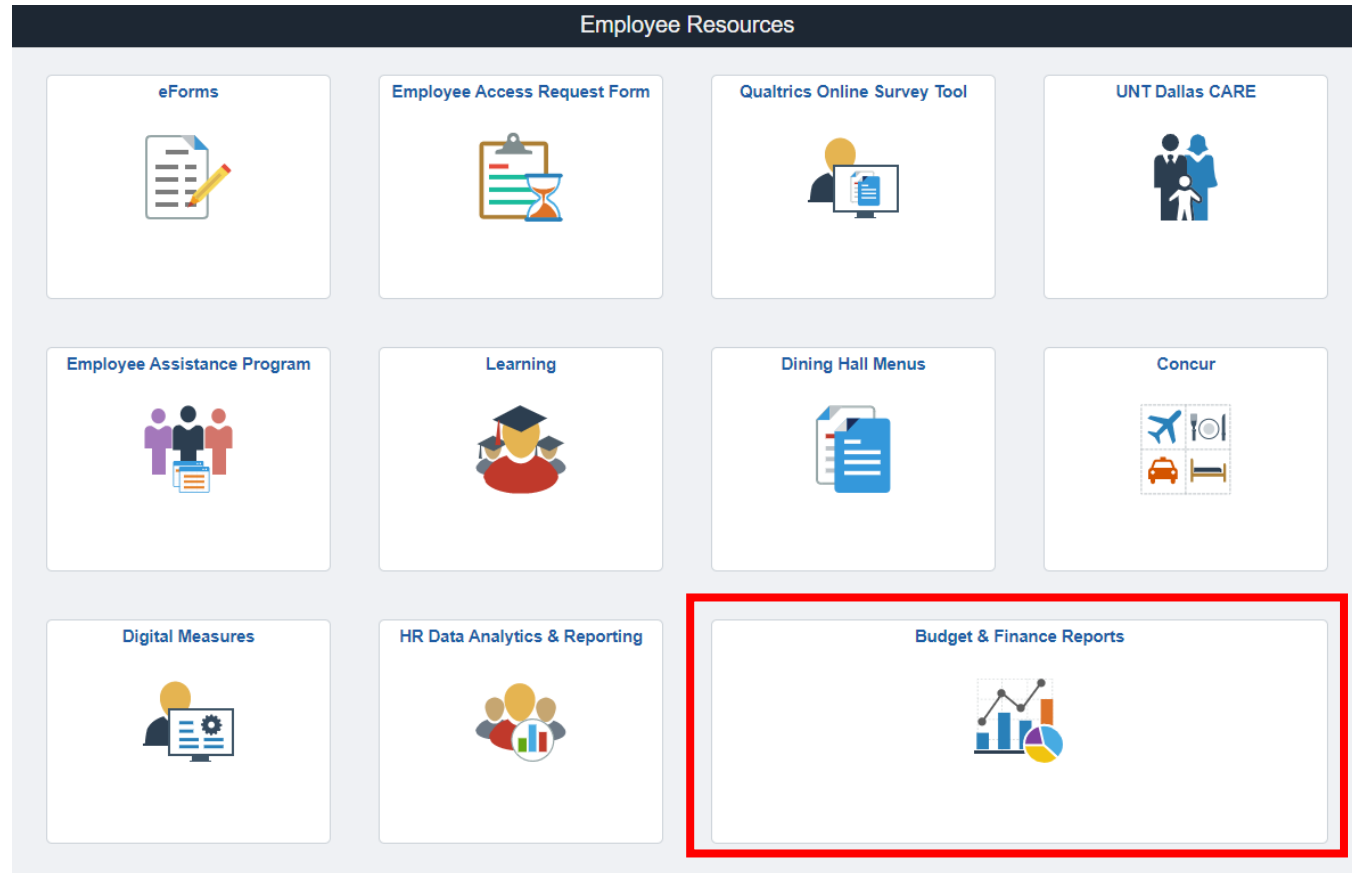 Employee Resources
eForms
Employee Access Request Form
Qualtrics Online Survey Tool
UNT Dallas CARE
Employee Assistance Program
Learning
Dining Hall Menus
Concur
Digital Measures
HR Data Analytics & Reporting
Budget & Finance Reports